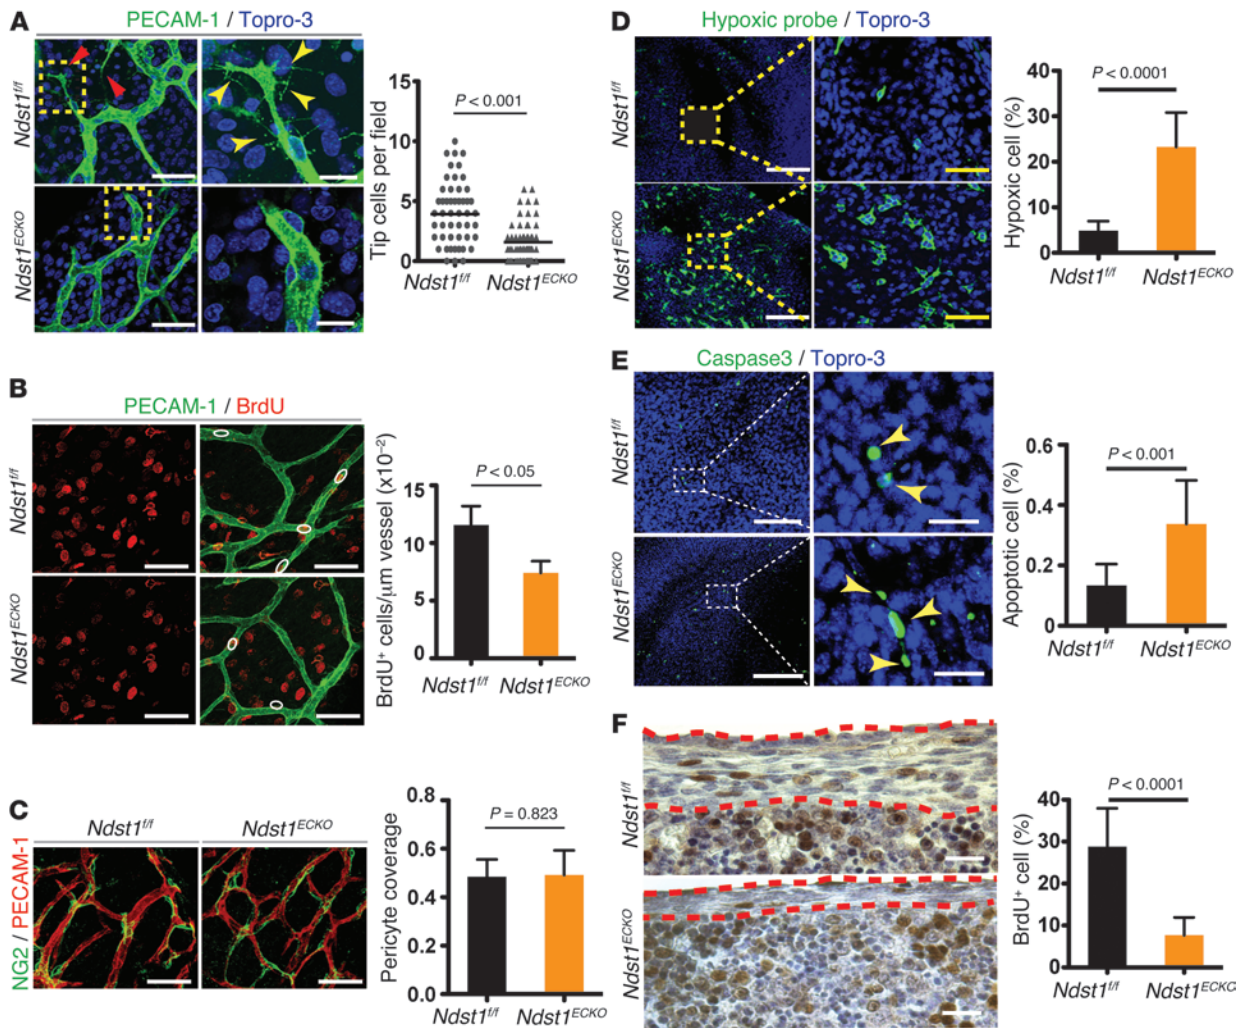 A
PECAM-1 / Topro-3
Ndst1f/f
Ndst1ECKO
Tip cells per field
15
10
5
0
P < 0.001
Ndst1f/f
Ndst1ECKO
B
PECAM-1 / BrdU
Ndst1f/f
Ndst1ECKO
BrdU+ cells/μm vessel (x10–2)
15
10
5
0
P < 0.05
Ndst1f/f
Ndst1ECKO
C
Ndst1f/f
Ndst1ECKO
NG2 / PECAM-1
Pericyte coverage
0.8
0.6
0.4
0.2
0.0
P = 0.823
Ndst1f/f
Ndst1ECKO
D
Hypoxic probe / Topro-3
Ndst1f/f
Ndst1ECKO
Hypoxic cell (%)
40
30
20
10
0
P < 0.0001
Ndst1f/f
Ndst1ECKO
E
Caspase3 / Topro-3
Ndst1f/f
Ndst1ECKO
Apoptotic cell (%)
0.6
0.4
0.2
0
P < 0.001
Ndst1f/f
Ndst1ECKO
F
Ndst1f/f
Ndst1ECKO
BrdU+ cell (%)
40
30
20
10
0
P < 0.0001
Ndst1f/f
Ndst1ECKC